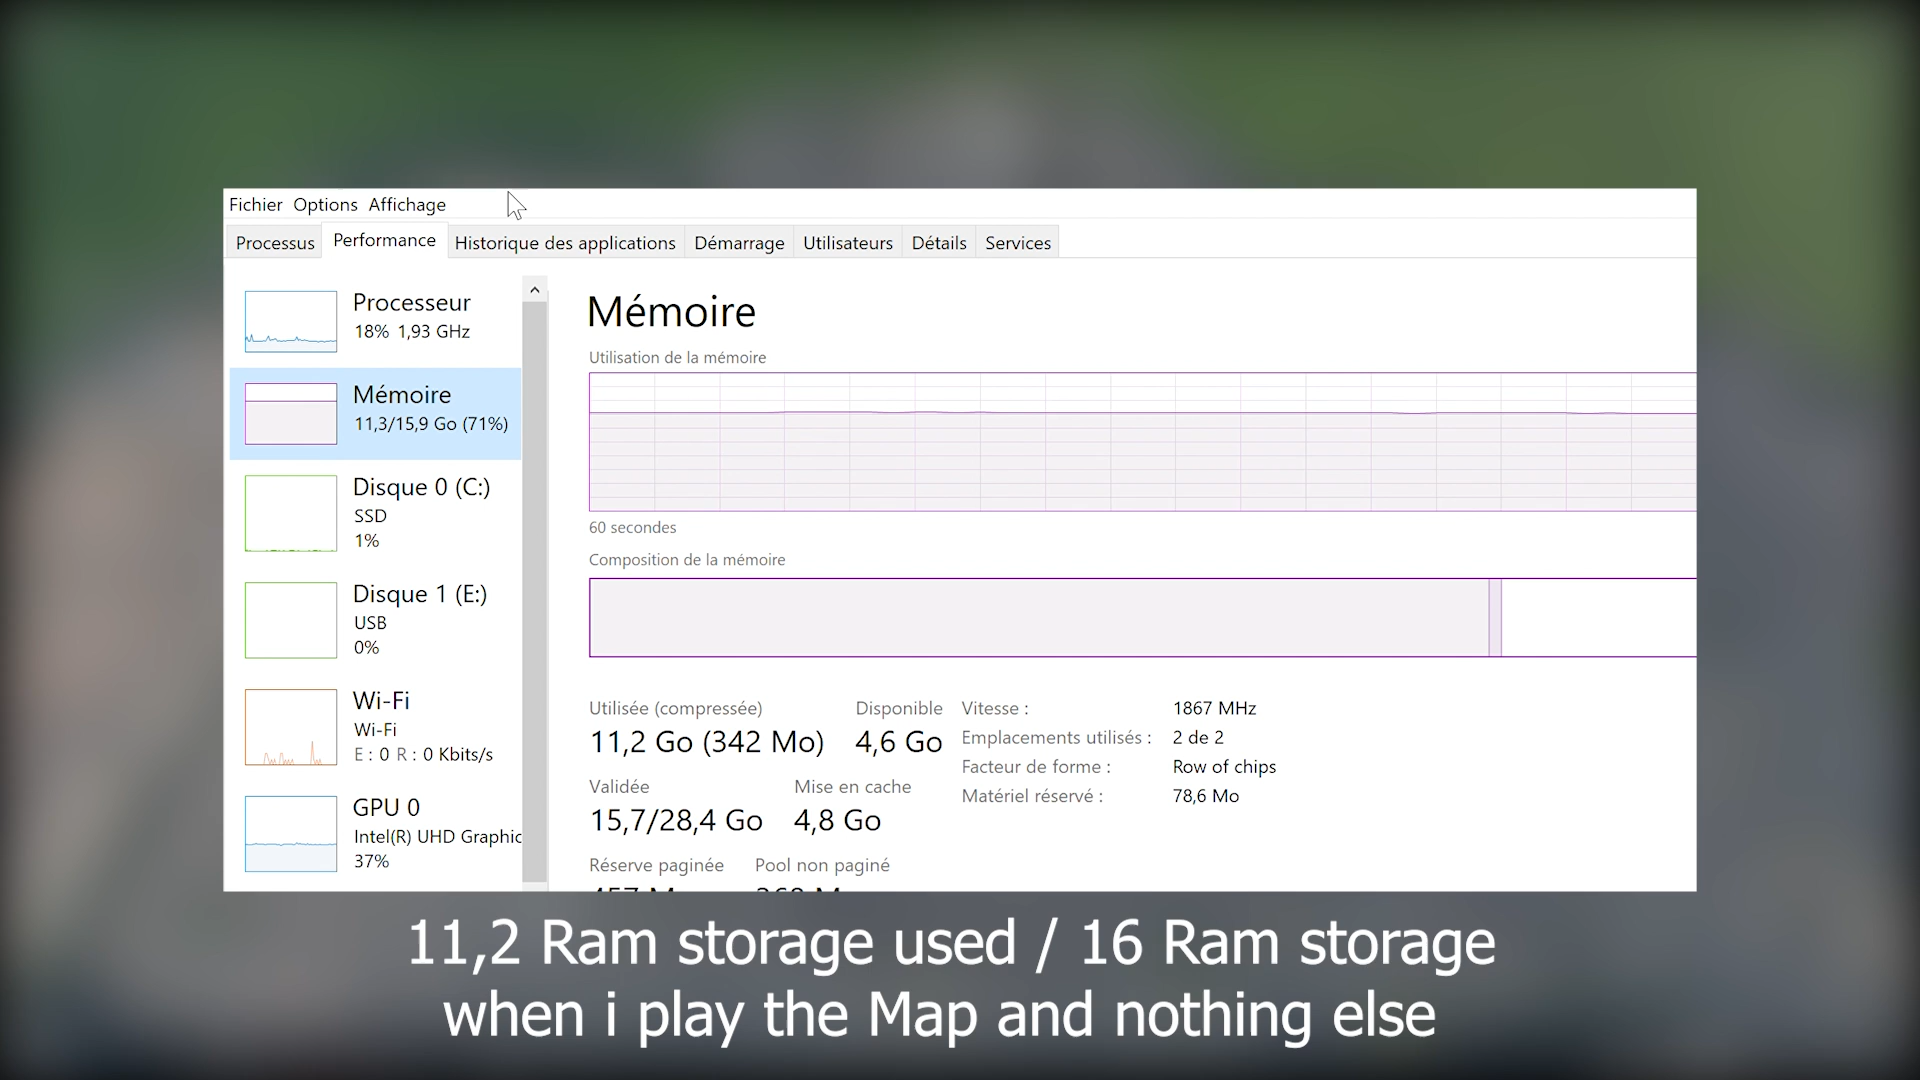 Fichier Options Affichage
Processus Performance Historique des applications Démarrage Utilisateurs Détails Services
Processeur
18% 1,93 GHz
Mémoire
11,3/15,9 Go (71%)
Disque 0 (C:)
SSD
1%
Disque 1 (E:)
USB
0%
Wi-Fi
Wi-Fi
E : 0 R : 0 Kbits/s
GPU 0
Intel(R) UHD Graphic
37%
Mémoire
Utilisation de la mémoire
60 secondes
Composition de la mémoire
Utilisée (compressée) Disponible
11,2 Go (342 Mo) 4,6 Go
Validée Mise en cache
15,7/28,4 Go 4,8 Go
Réserve paginée Pool non paginé
Vitesse : 1867 MHz
Emplacements utilisés : 2 de 2
Facteur de forme : Row of chips
Matériel réservé : 78,6 Mo
11,2 Ram storage used / 16 Ram storage
when i play the Map and nothing else